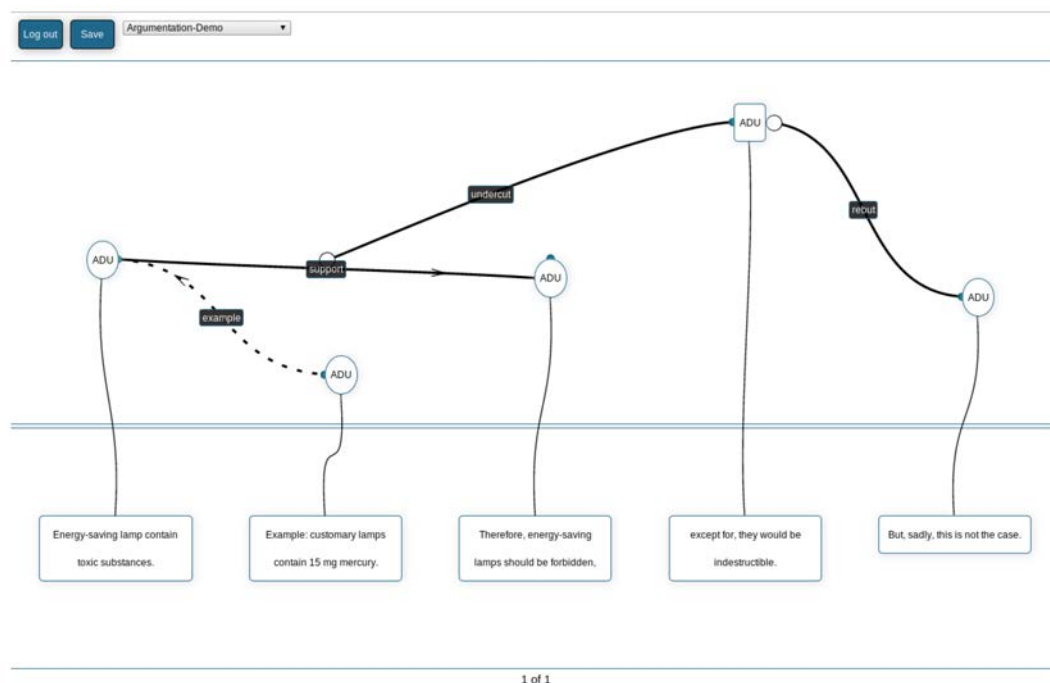 Log out
Save
Argumentation-Demo
ADU
undercut
rebut
ADU
support
ADU
ADU
example
ADU
Energy-saving lamp contain
toxic substances.
Example: customary lamps
contain 15 mg mercury.
Therefore, energy-saving
lamps should be forbidden,
except for, they would be
indestructible.
But, sadly, this is not the case.
1 of 1